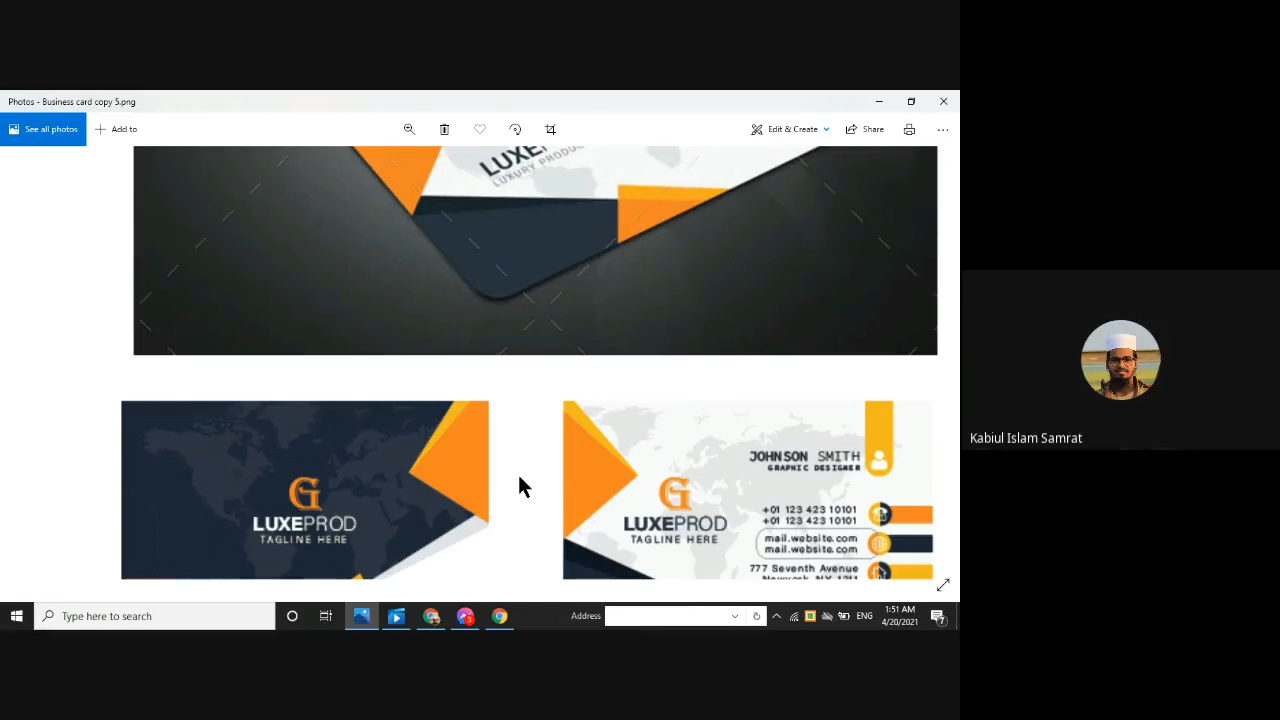 Photos - Business card copy 5.png
See all photos
Add to
Edit & Create
Share
LUXE
LUXURY PRODUC
G
LUXEPROD
TAGLINE HERE
G
LUXEPROD
TAGLINE HERE
JOHNSON SMITH
GRAPHIC DESIGNER
+01 123 423 10101
+01 123 423 10101
mail.website.com
mail.website.com
777 Seventh Avenue
Kabiul Islam Samrat
Type here to search
3
Address
ENG
1:51 AM
4/20/2021
7